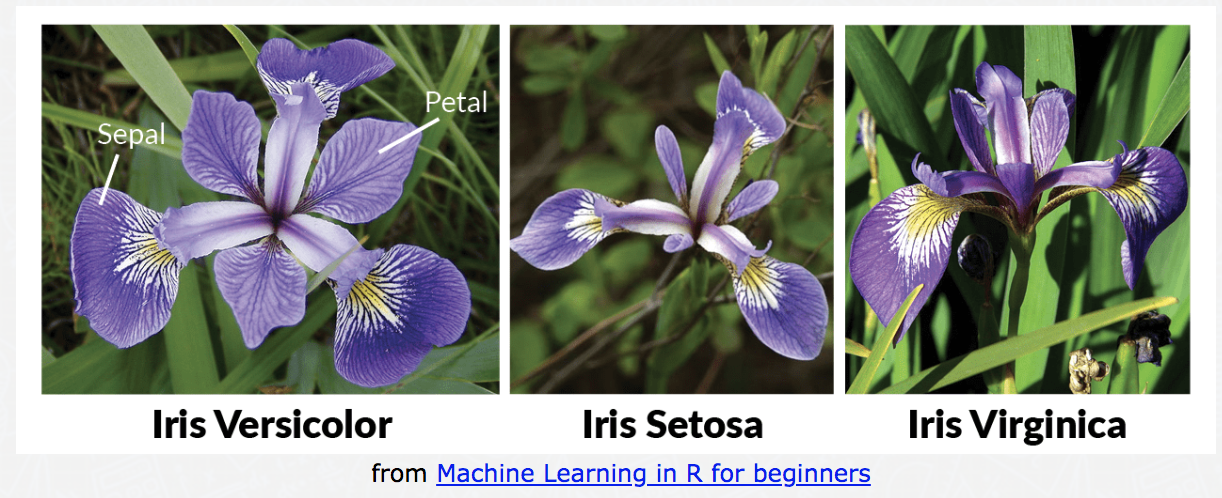 Petal
Sepal
Iris Versicolor
Iris Setosa
Iris Virginica
from Machine Learning in R for beginners